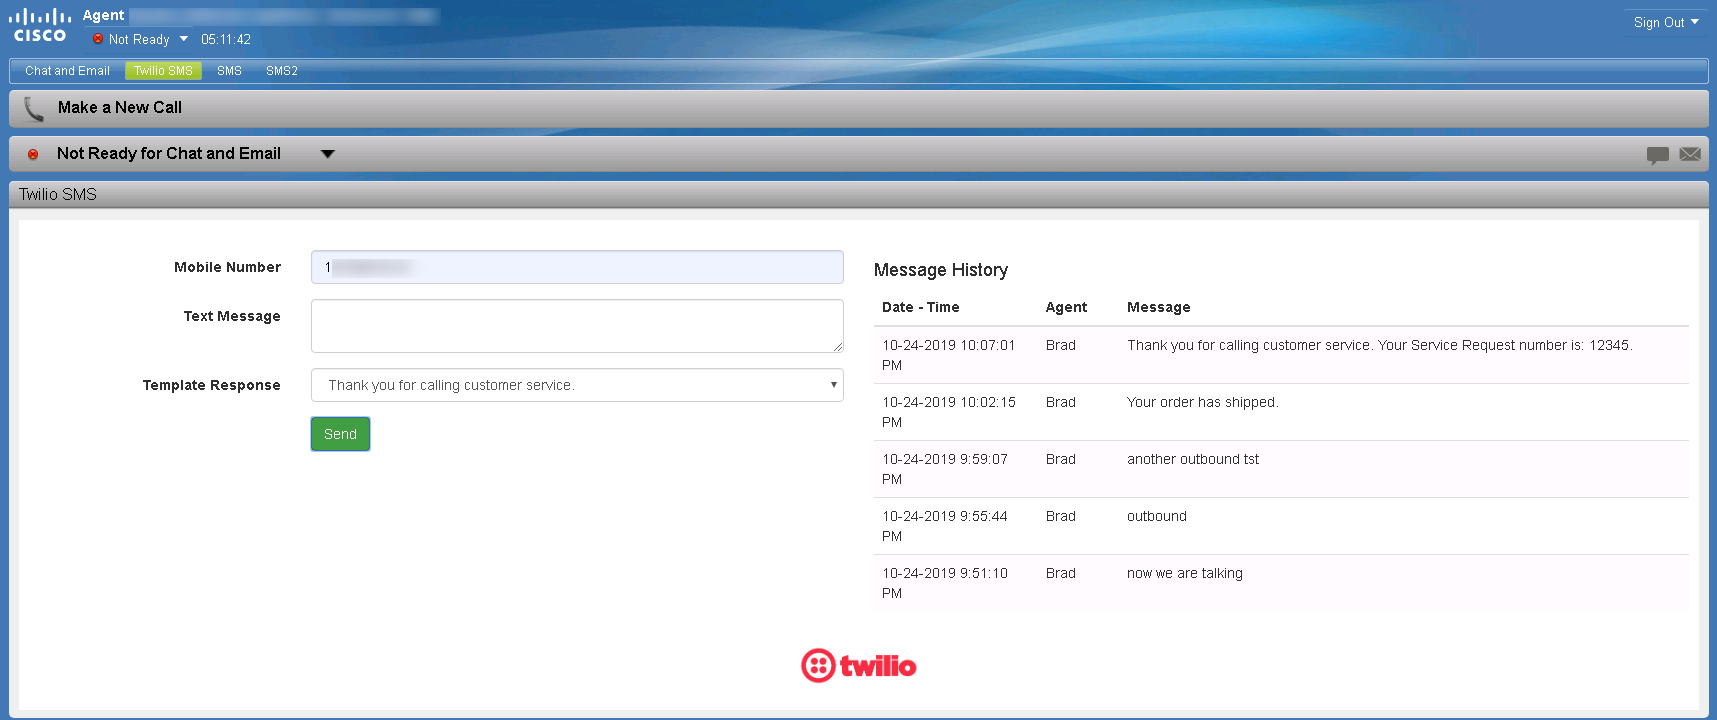 Agent
CISCO
Not Ready 05:11:42
Sign Out
Chat and Email Twilio SMS SMS SMS2
Make a New Call
Not Ready for Chat and Email
Twilio SMS
Mobile Number 1
Text Message
Template Response Thank you for calling customer service.
Send
Message History
Date - Time Agent Message
10-24-2019 10:07:01 Brad Thank you for calling customer service. Your Service Request number is: 12345.
PM
10-24-2019 10:02:15 Brad Your order has shipped.
PM
10-24-2019 9:59:07 Brad another outbound tst
PM
10-24-2019 9:55:44 Brad outbound
PM
10-24-2019 9:51:10 Brad now we are talking
PM
twilio